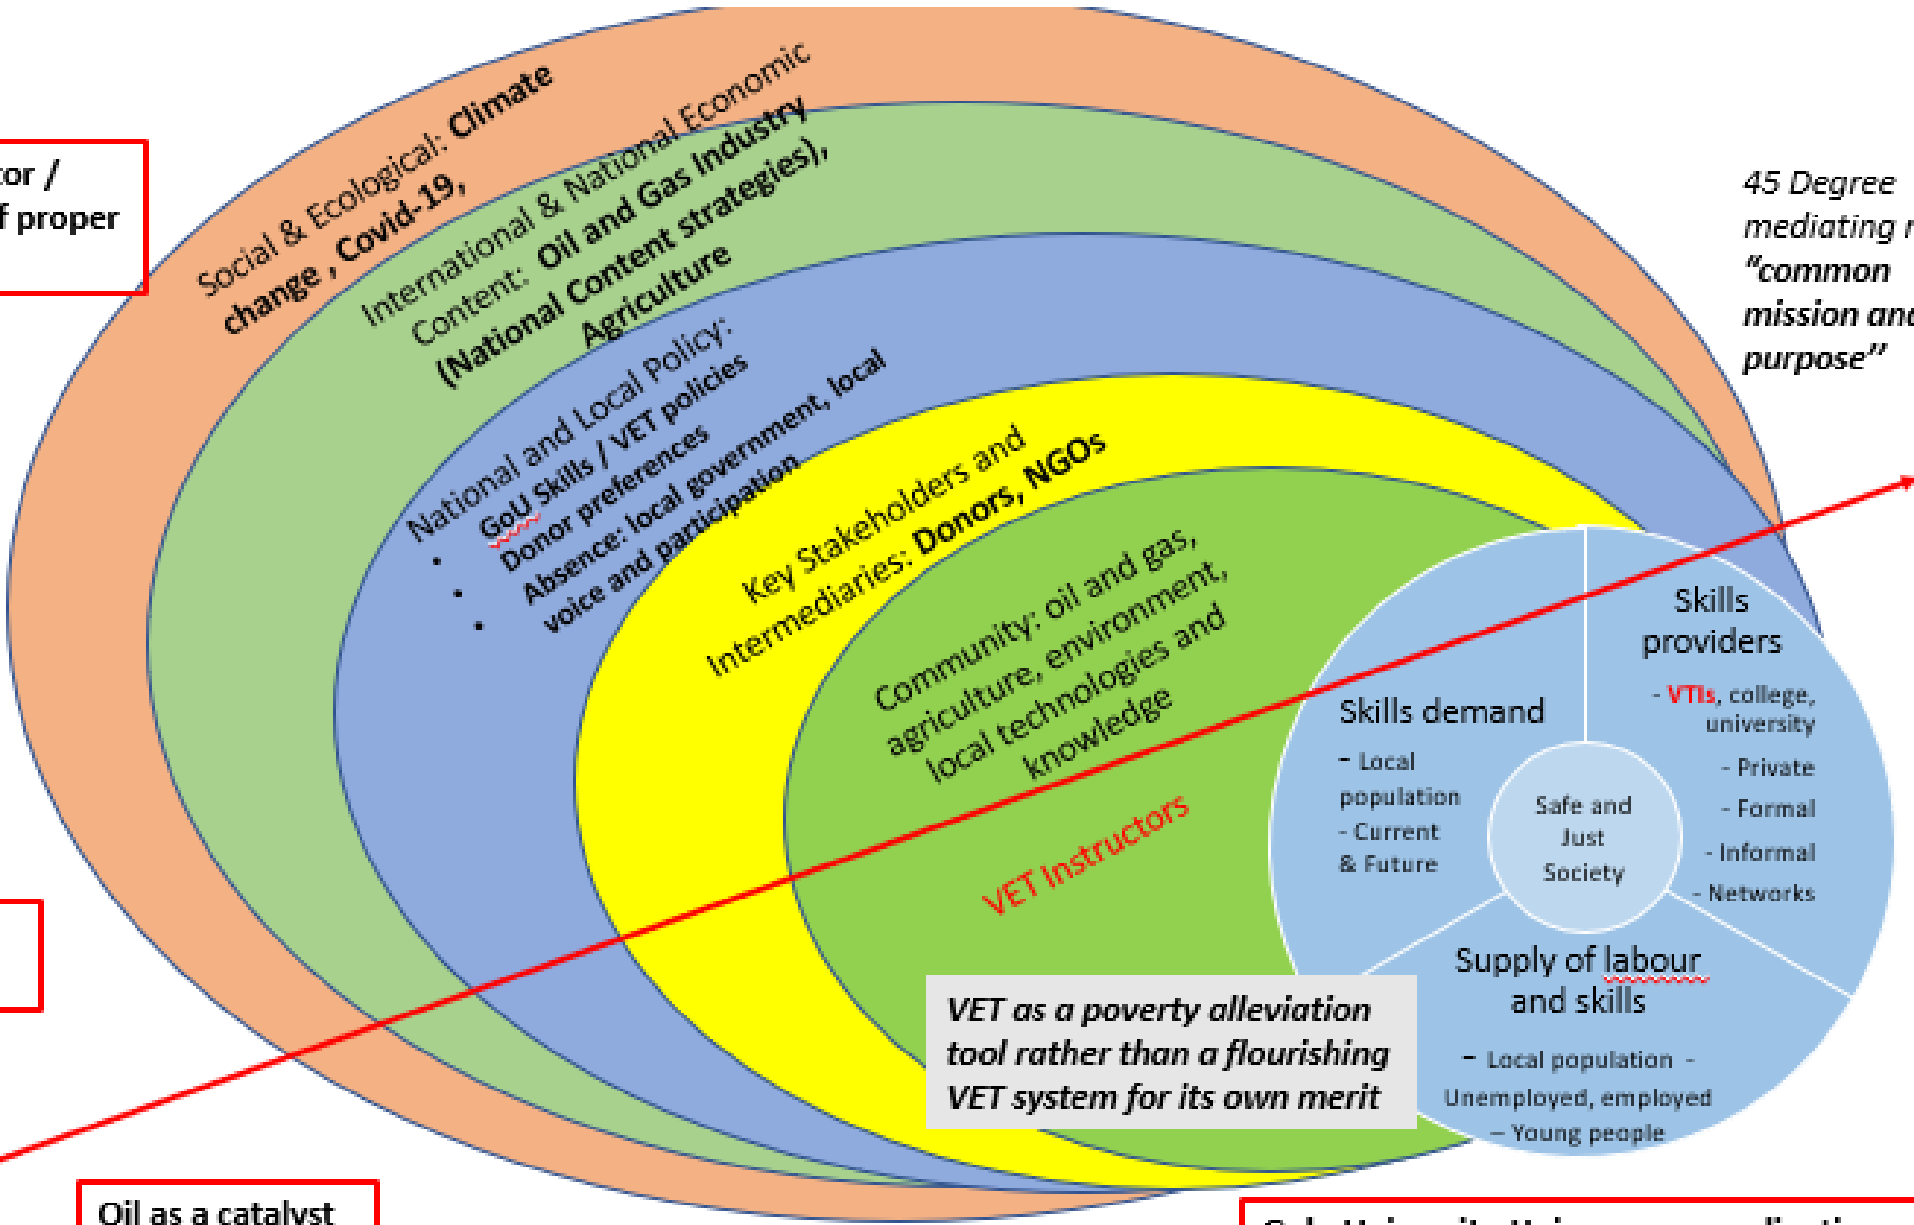 Social & Ecological: Climate
change , Covid-19,
International & National Economic
Content: Oil and Gas Industry
(National Content strategies),
Agriculture
National and Local Policy:
• GoU Skills / VET policies
• Donor preferences
• Absence: local government, local
voice and participation
Key Stakeholders and
Intermediaries: Donors, NGOs
Community: oil and gas,
agriculture, environment,
local technologies and
knowledge
VET Instructors
VET as a poverty alleviation
tool rather than a flourishing
VET system for its own merit
Skills demand
- Local
population
- Current
& Future
Skills
providers
- VTIs, college,
university
- Private
- Formal
- Informal
- Networks
Safe and
Just
Society
Supply of labour
and skills
– Local population -
Unemployed, employed
– Young people
45 Degree
mediating
"common
mission and
purpose"
/
proper
Oil as a catalyst